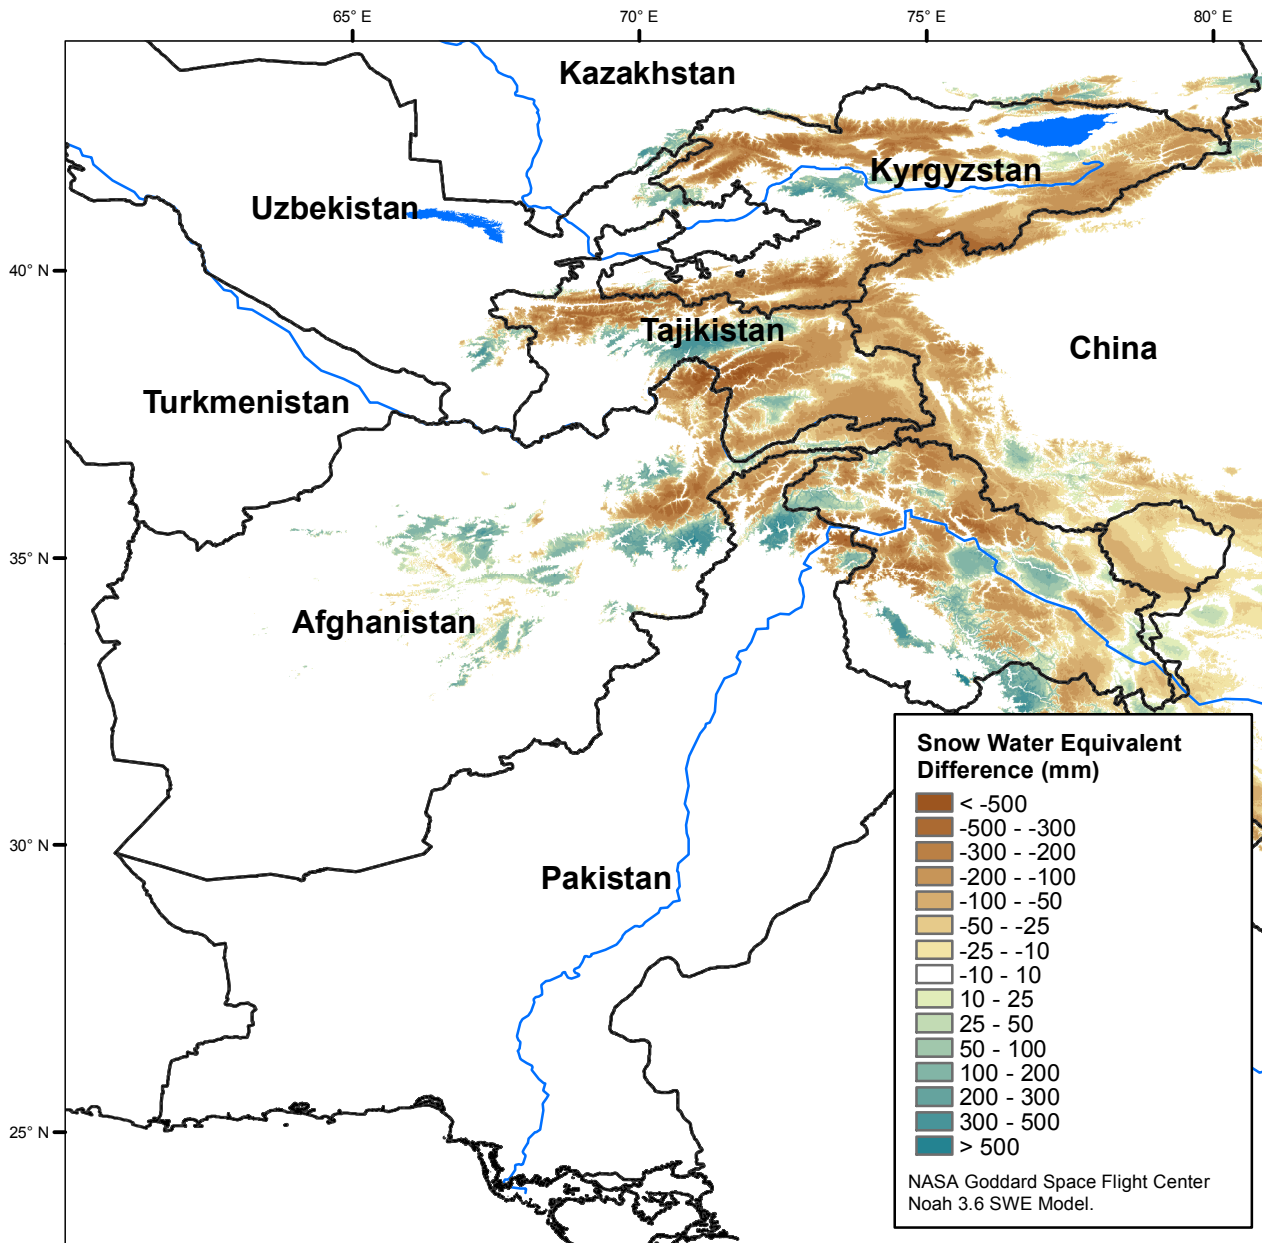 65° E
70° E
75° E
80° E
Kazakhstan
Kyrgyzstan
Uzbekistan
40° N
Tajikistan
China
Turkmenistan
35° N
Afghanistan
Snow Water Equivalent
Difference (mm)
< -500
-500 - -300
30° N
-300 - -200
-200 - -100
Pakistan
-100 - -50
-50 - -25
-25 - -10
-10 - 10
10 - 25
25 - 50
50 - 100
100 - 200
200 - 300
300 - 500
25° N
> 500
NASA Goddard Space Flight Center
Noah 3.6 SWE Model.